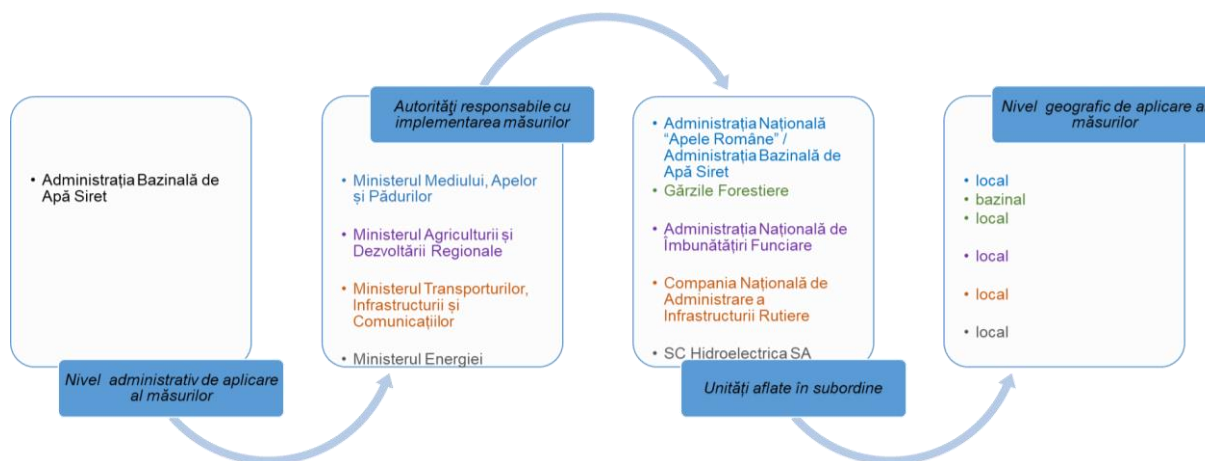 • Administrația Bazinală de
Apă Siret
Nivel administrativ de aplicare
al măsurilor
Autorități responsabile cu
implementarea măsurilor
• Ministerul Mediului, Apelor
și Pădurilor
• Ministerul Agriculturii și
Dezvoltării Regionale
• Ministerul Transporturilor,
Infrastructurii și
Comunicațiilor
• Ministerul Energiei
• Administrația Națională
"Apele Române" /
Administrația Bazinală de
Apă Siret
• Gărzile Forestiere
• Administrația Națională de
Îmbunătățiri Funciare
• Compania Națională de
Administrare a
Infrastructurii Rutiere
• SC Hidroelectrica SA
Unități aflate în subordine
Nivel geografic de aplicare al
măsurilor
• local
• bazinal
• local
• local
• local
• local